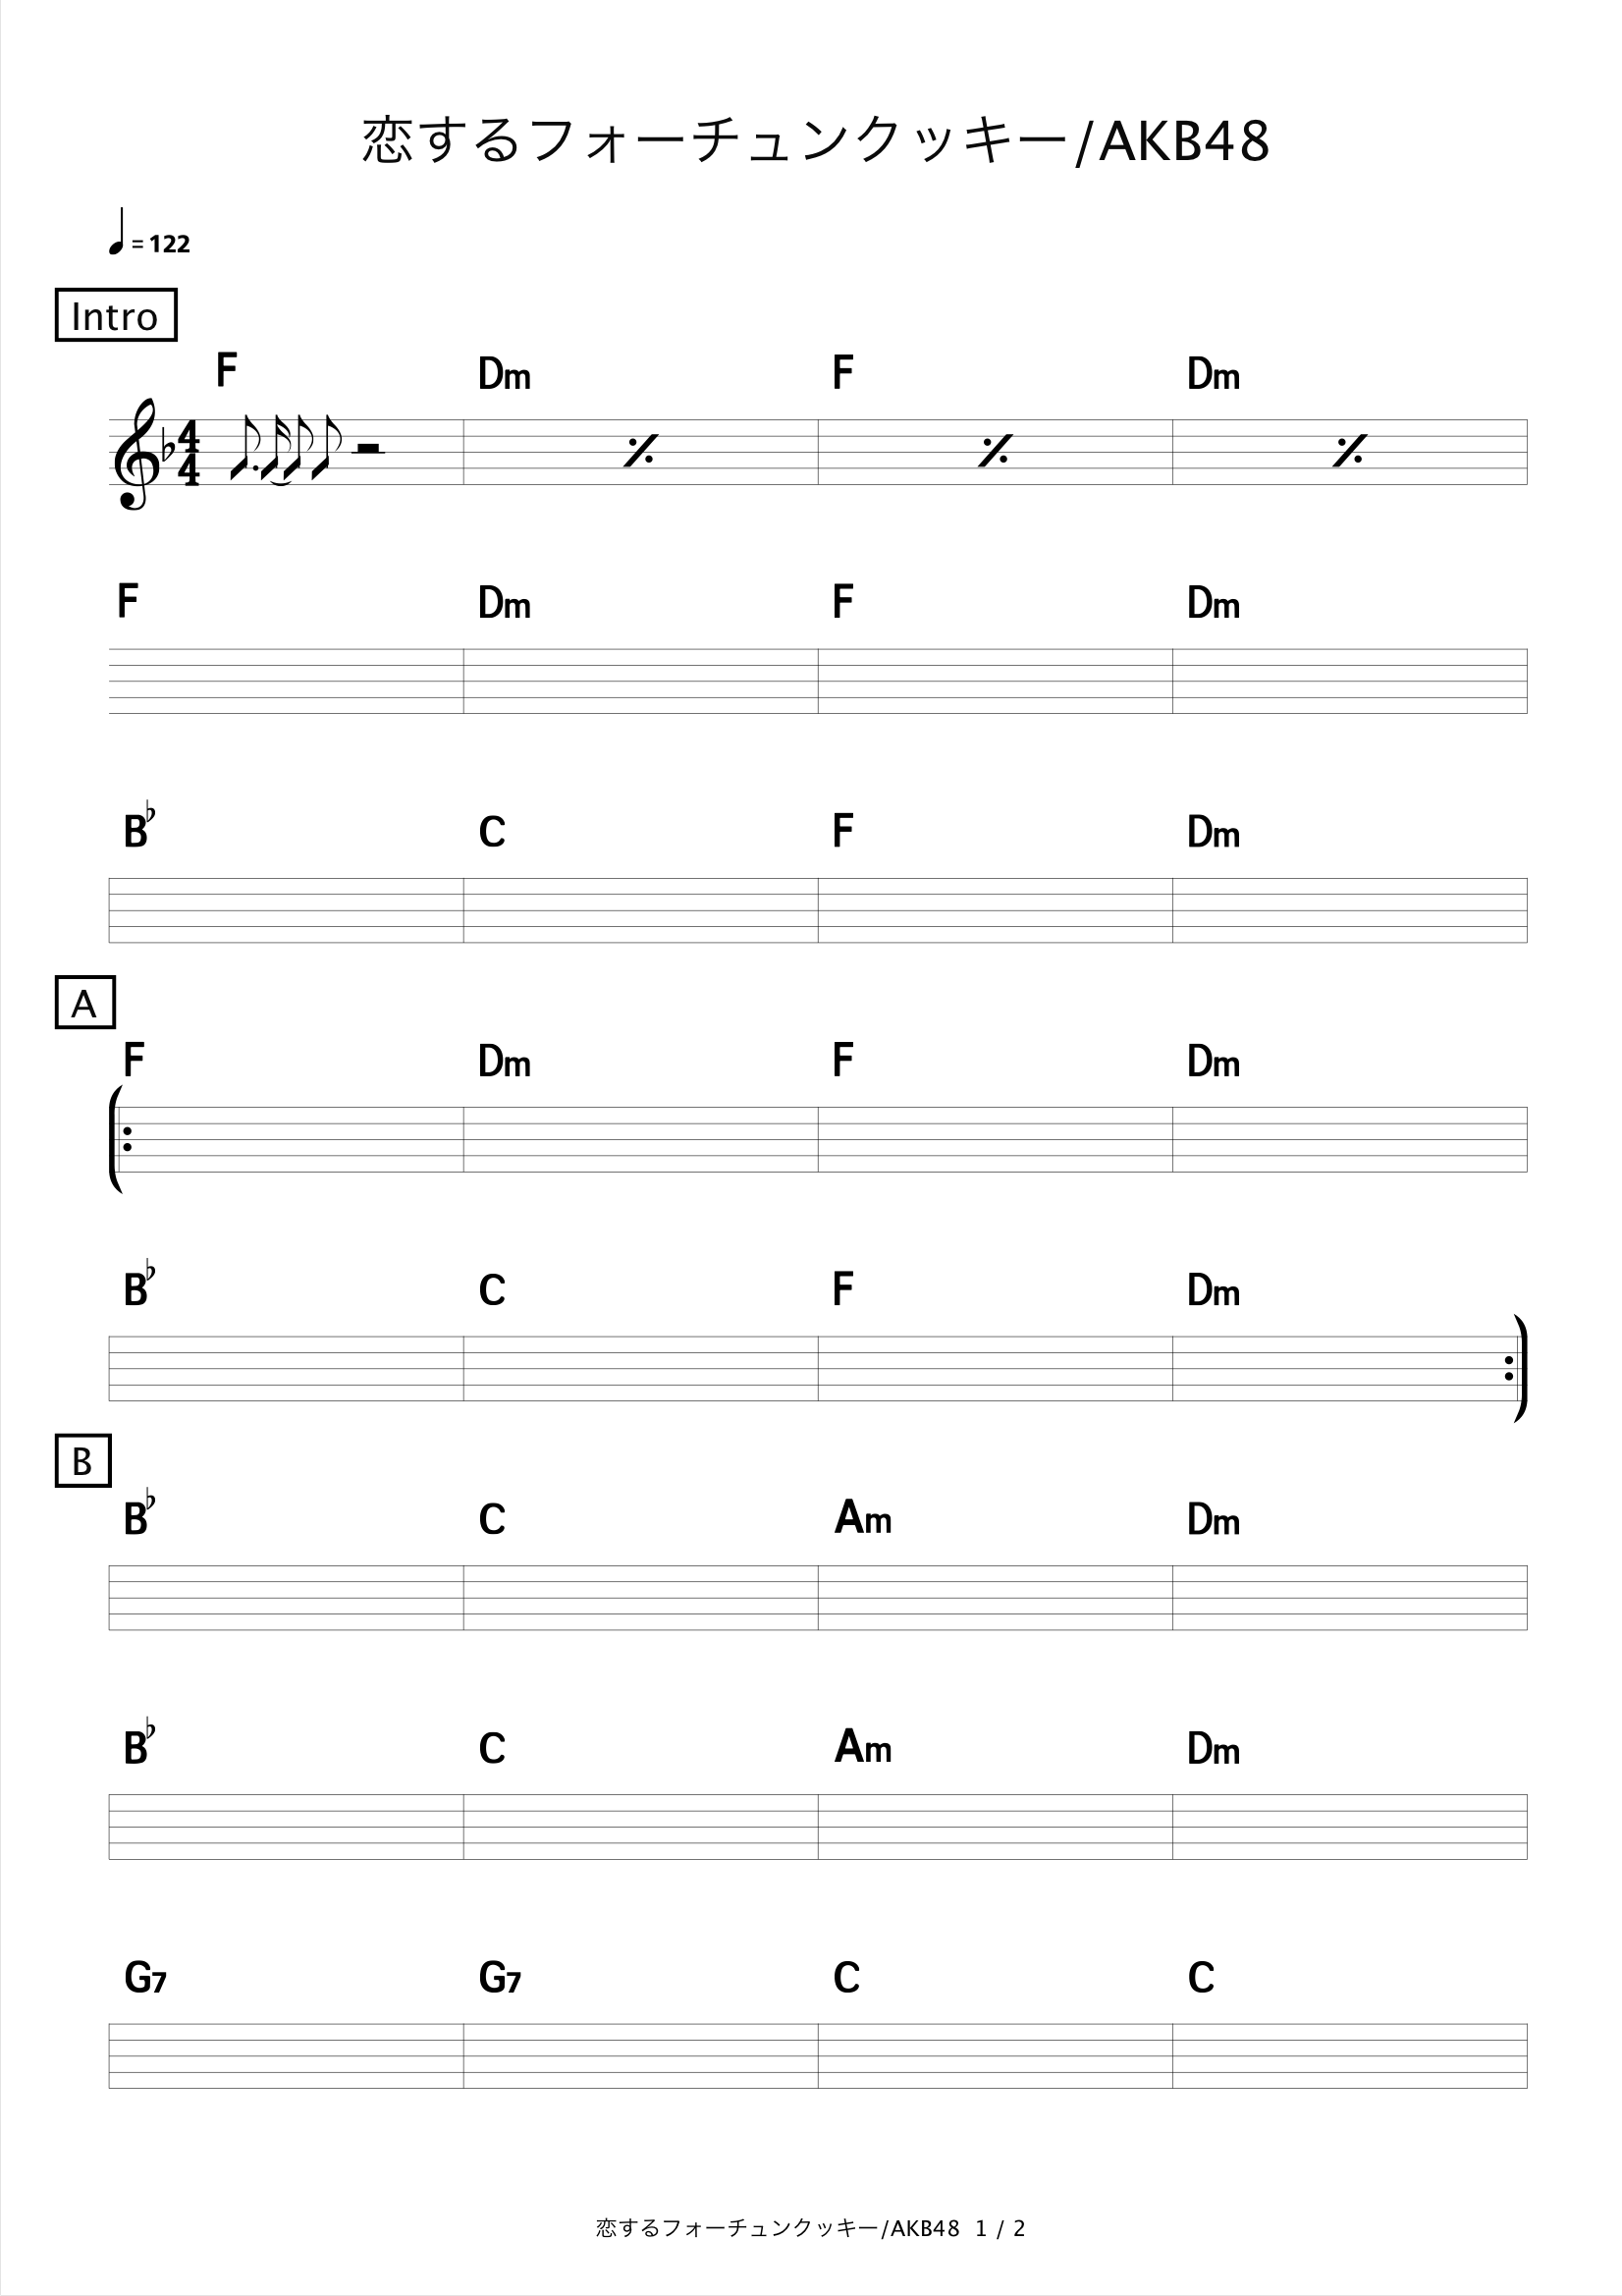 恋するフォーチュンクッキー/AKB48
= 122
Intro
F Dm F Dm
4
4
F Dm F Dm
B♭ C F Dm
A
F Dm F Dm
B♭ C F Dm
B
B♭ C Am Dm
B♭ C Am Dm
G7 G7 C C
恋するフォーチュンクッキー/AKB48 1 / 2